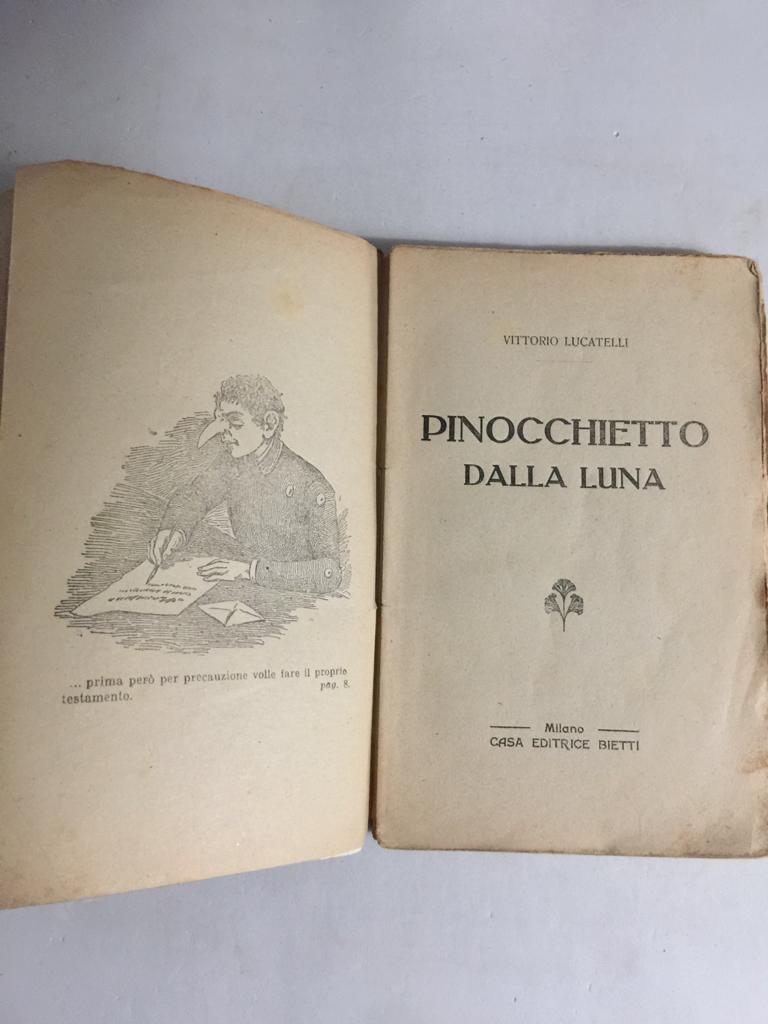 ... prima però per precauzione volle fare il proprio
testamento.
pag. 8.
VITTORIO LUCATELLI
PINOCCHIETTO
DALLA LUNA
Milano
CASA EDITRICE BIETTI